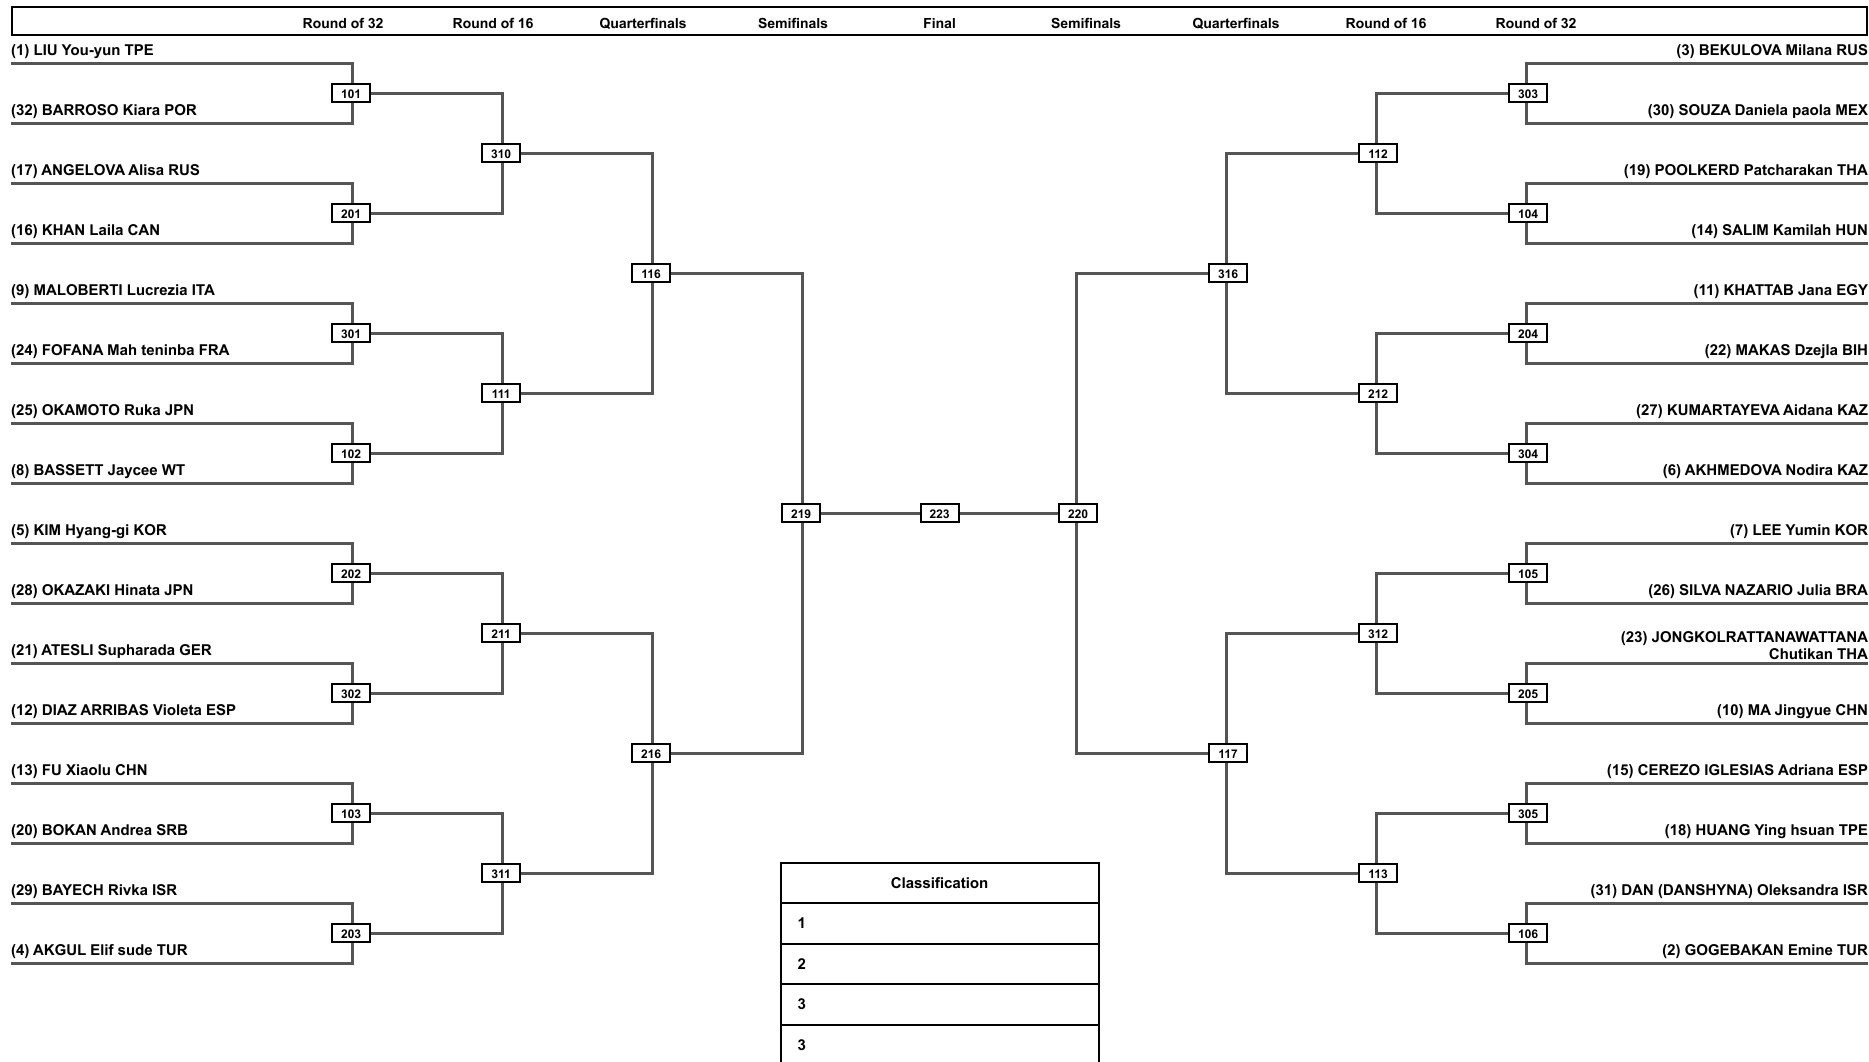 Round of 32 Round of 16 Quarterfinals Semifinals Final Semifinals Quarterfinals Round of 16 Round of 32
(1) LIU You-yun TPE
(3) BEKULOVA Milana RUS
101
303
(32) BARROSO Kiara POR
(30) SOUZA Daniela paola MEX
310
112
(17) ANGELOVA Alisa RUS
(19) POOLKERD Patcharakan THA
201
104
(16) KHAN Laila CAN
(14) SALIM Kamilah HUN
116
316
(9) MALOBERTI Lucrezia ITA
(11) KHATTAB Jana EGY
301
204
(24) FOFANA Mah teninba FRA
(22) MAKAS Dzejla BIH
111
212
(25) OKAMOTO Ruka JPN
(27) KUMARTAYEVA Aidana KAZ
102
304
(8) BASSETT Jaycee WT
(6) AKHMEDOVA Nodira KAZ
219
223
220
(5) KIM Hyang-gi KOR
(7) LEE Yumin KOR
202
105
(28) OKAZAKI Hinata JPN
(26) SILVA NAZARIO Julia BRA
211
312
(21) ATESLI Supharada GER
(23) JONGKOLRATTANAWATTANA
Chutikan THA
302
205
(12) DIAZ ARRIBAS Violeta ESP
(10) MA Jingyue CHN
216
117
(13) FU Xiaolu CHN
(15) CEREZO IGLESIAS Adriana ESP
103
305
(20) BOKAN Andrea SRB
(18) HUANG Ying hsuan TPE
311
113
(29) BAYECH Rivka ISR
(31) DAN (DANSHYNA) Oleksandra ISR
203
106
(4) AKGUL Elif sude TUR
(2) GOGEBAKAN Emine TUR
Classification
1
2
3
3